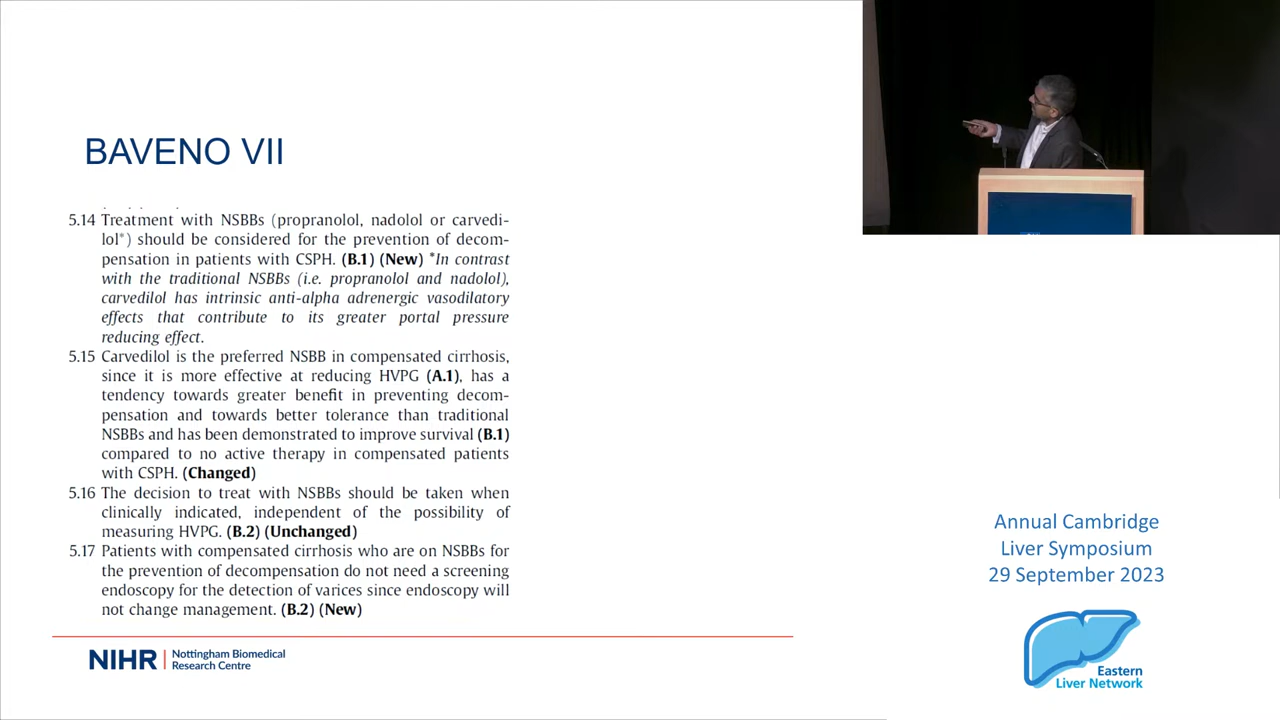 BAVENO VII
5.14 Treatment with NSBBs (propranolol, nadolol or carvedi-
lol*) should be considered for the prevention of decom-
pensation in patients with CSPH. (B.1) (New) *In contrast
with the traditional NSBBs (i.e. propranolol and nadolol),
carvedilol has intrinsic anti-alpha adrenergic vasodilatory
effects that contribute to its greater portal pressure
reducing effect.
5.15 Carvedilol is the preferred NSBB in compensated cirrhosis,
since it is more effective at reducing HVPG (A.1), has a
tendency towards greater benefit in preventing decom-
pensation and towards better tolerance than traditional
NSBBs and has been demonstrated to improve survival (B.1)
compared to no active therapy in compensated patients
with CSPH. (Changed)
5.16 The decision to treat with NSBBs should be taken when
clinically indicated, independent of the possibility of
measuring HVPG. (B.2) (Unchanged)
5.17 Patients with compensated cirrhosis who are on NSBBs for
the prevention of decompensation do not need a screening
endoscopy for the detection of varices since endoscopy will
not change management. (B.2) (New)
NIHR | Nottingham Biomedical
Research Centre
Annual Cambridge
Liver Symposium
29 September 2023
Eastern
Liver Network